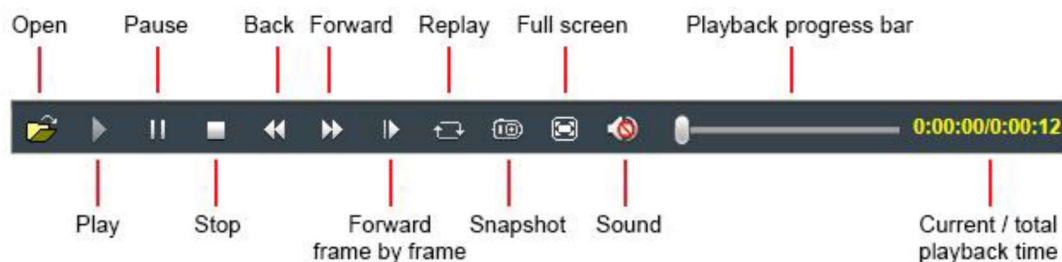 Open Pause Back Forward Replay Full screen Playback progress bar
0:00:00/0:00:12
Play Stop Forward Snapshot Sound Current / total
frame by frame playback time